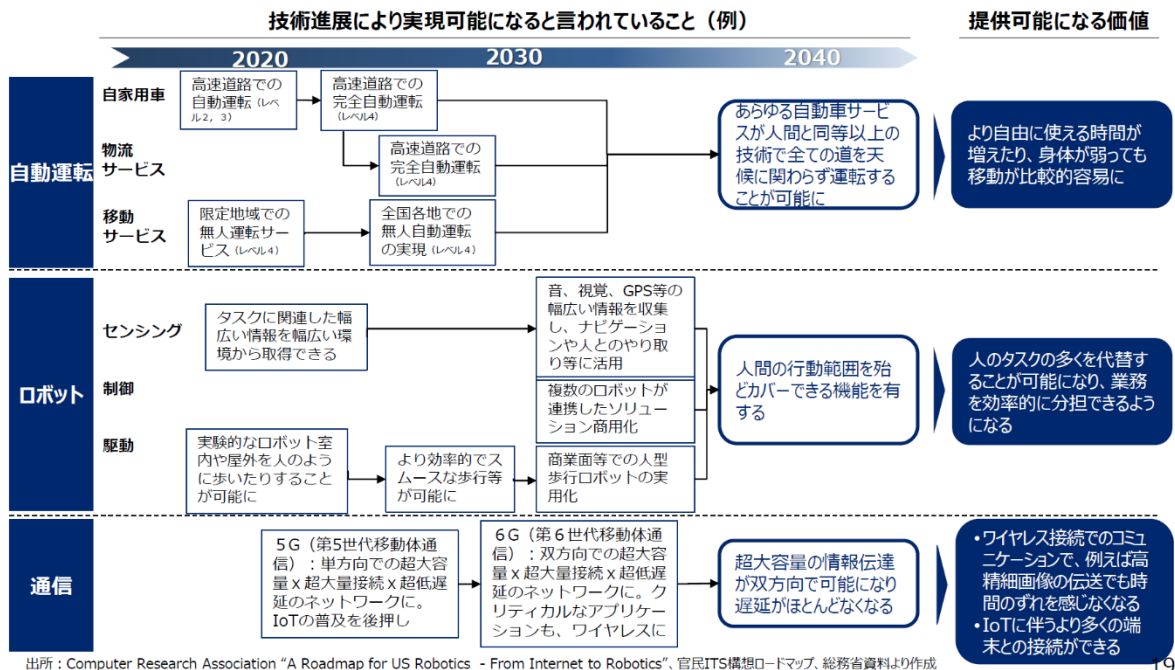 技術進展により実現可能になると言われていること（例）
提供可能になる価値
2020
2030
2040
自動運転
自家用車
高速道路での
自動運転（レベ
ル2，3）
高速道路での
完全自動運転
（レベル4）
物流
サービス
高速道路での
完全自動運転
（レベル4）
移動
サービス
限定地域での
無人運転サー
ビス（レベル4）
全国各地での
無人自動運転
の実現（レベル4）
あらゆる自動車サービ
スが人間と同等以上の
技術で全ての道を天
候に関わらず運転する
ことが可能に
より自由に使える時間が
増えたり、身体が弱っても
移動が比較的容易に
ロボット
センシング
タスクに関連した幅
広い情報を幅広い環
境から取得できる
音、視覚、GPS等の
幅広い情報を収集
し、ナビゲーショ
ンや人とのやり取
り等に活用
制御
複数のロボットが
連携したソリュー
ション商用化
駆動
実験的なロボット室
内や屋外を人のよう
に歩いたりすること
が可能に
より効率的でス
ムースな歩行等
が可能に
商業面等での人型
歩行ロボットの実
用化
人間の行動範囲を殆
どカバーできる機能を有
する
人のタスクの多くを代替す
ることが可能になり、業務
を効率的に分担できるよう
になる
通信
5G（第5世代移動体通
信）：単方向での超大容
量x超大量接続x超低遅
延のネットワークに。
IoTの普及を後押し
6G（第６世代移動体通
信）：双方向での超大容
量x超大量接続x超低遅
延のネットワークに。ク
リティカルなアプリケー
ションも、ワイヤレスに
超大容量の情報伝達
が双方向で可能になり
遅延がほとんどなくなる
•ワイヤレス接続でのコミュ
ニケーションで、例えば高
精細画像の伝送でも時
間のずれを感じなくなる
•IoTに伴うより多くの端
末との接続ができる
出所：Computer Research Association “A Roadmap for US Robotics - From Internet to Robotics”、官民ITS構想ロードマップ、総務省資料より作成
19